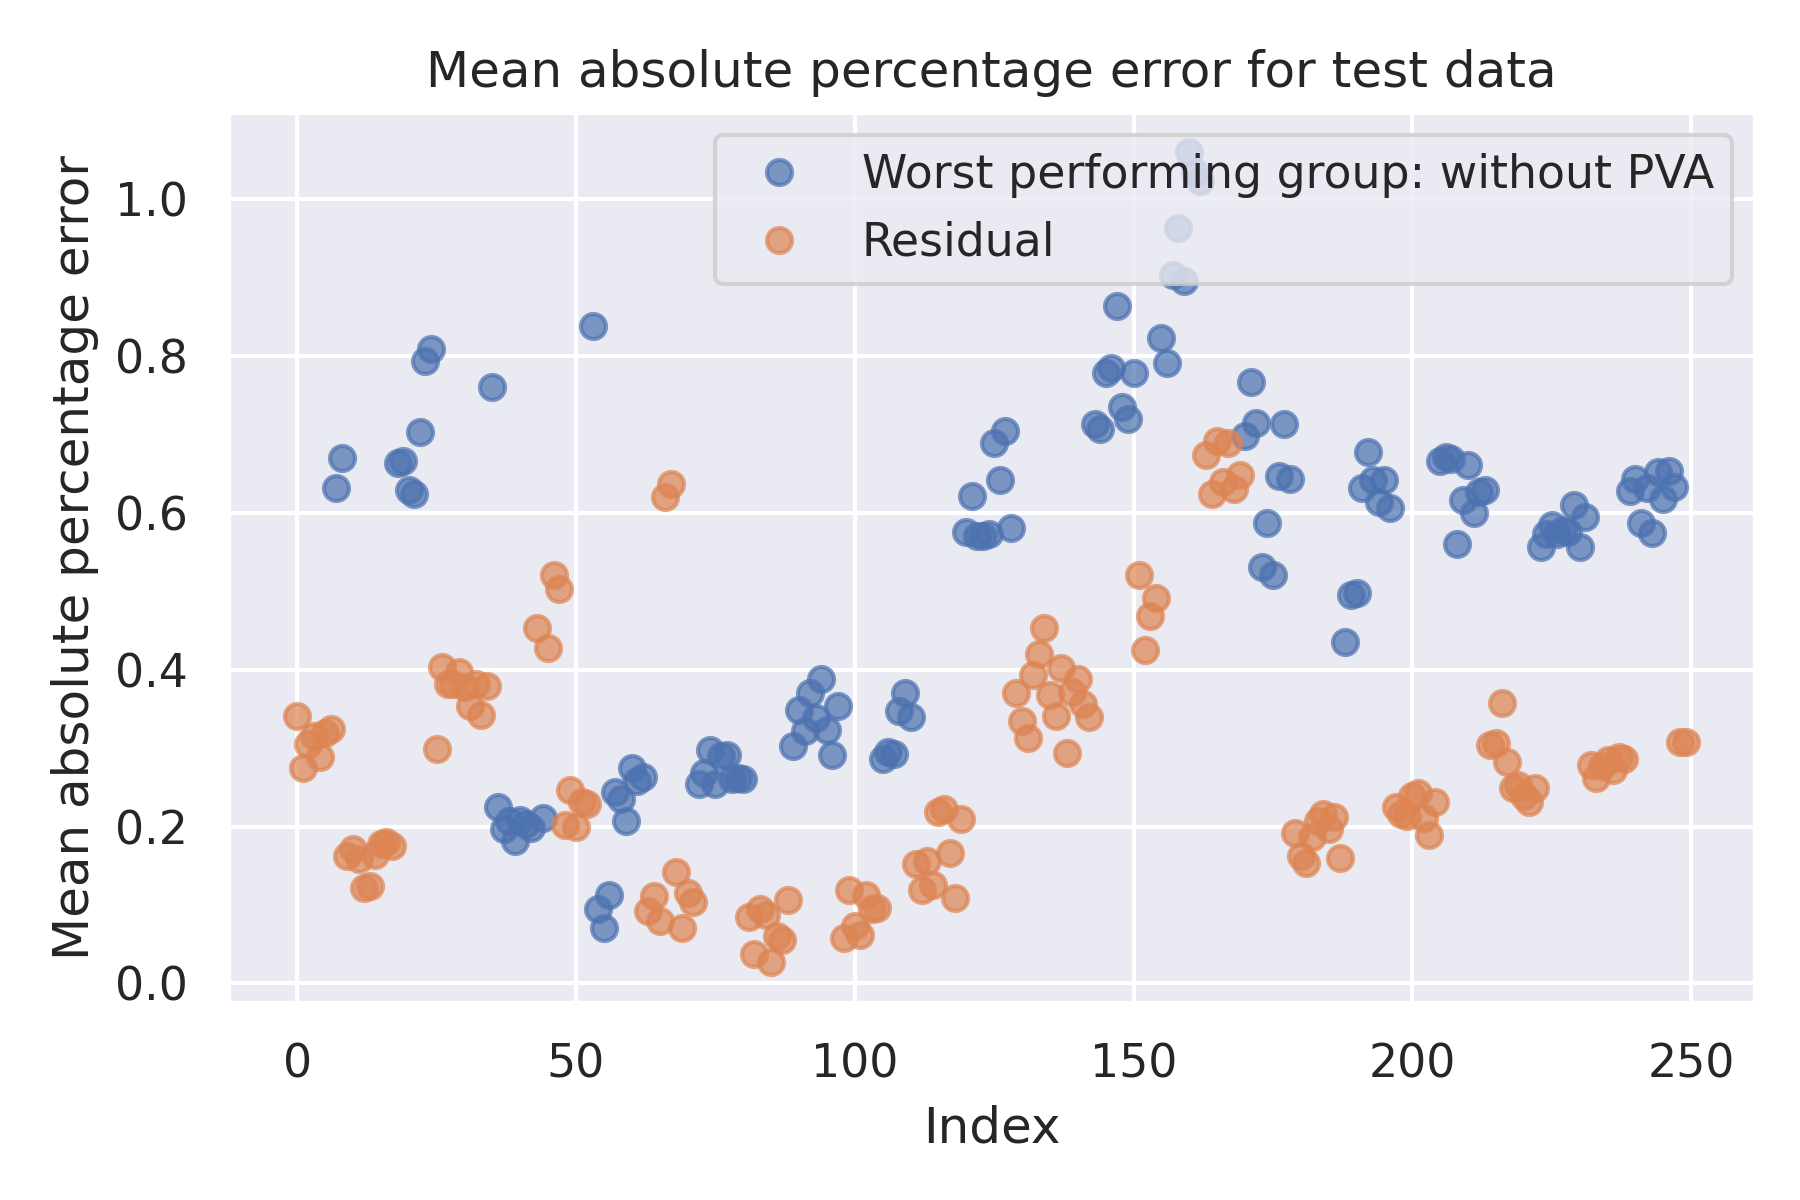 Mean absolute percentage error for test data
Worst performing group: without PVA
Residual
Mean absolute percentage error
1.0
0.8
0.6
0.4
0.2
0.0
0 50 100 150 200 250
Index